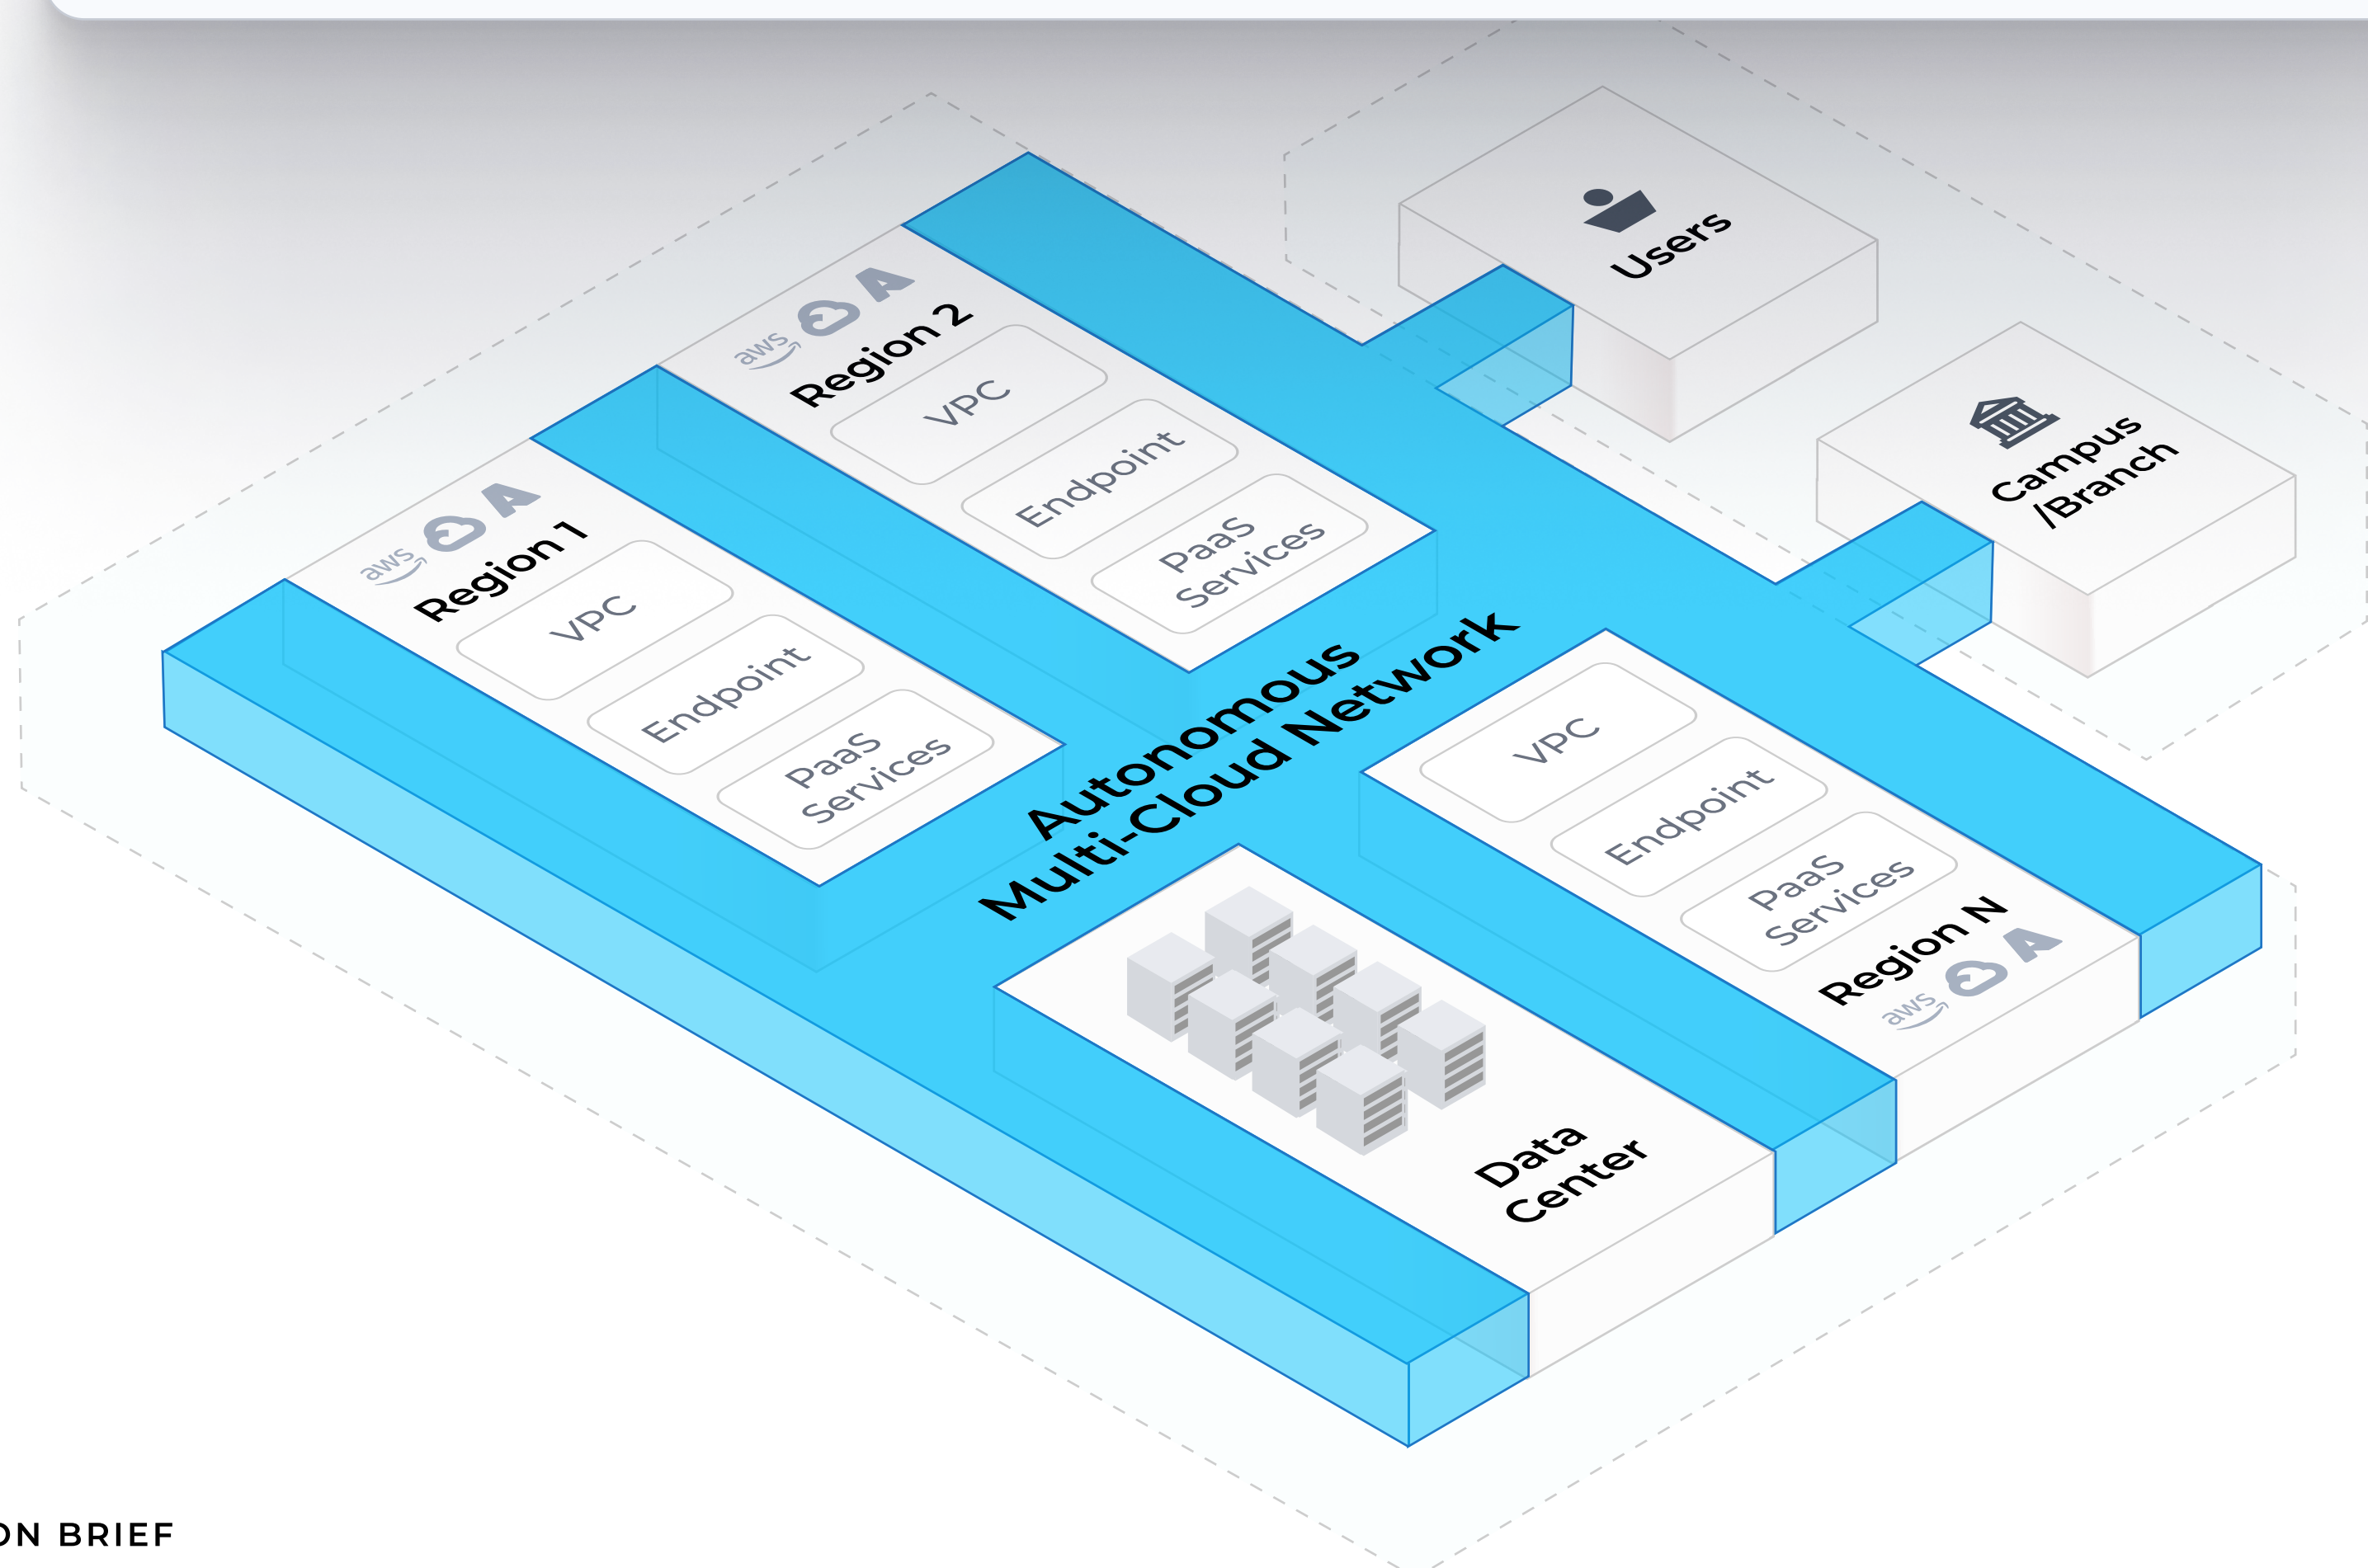 Users
Campus
/Branch
aws
Region 2
VPC
Endpoint
PaaS
Services
aws
Region 1
VPC
Endpoint
PaaS
Services
Autonomous
Multi-Cloud Network
VPC
Endpoint
PaaS
Services
Region N
aws
Data
Center
ON BRIEF